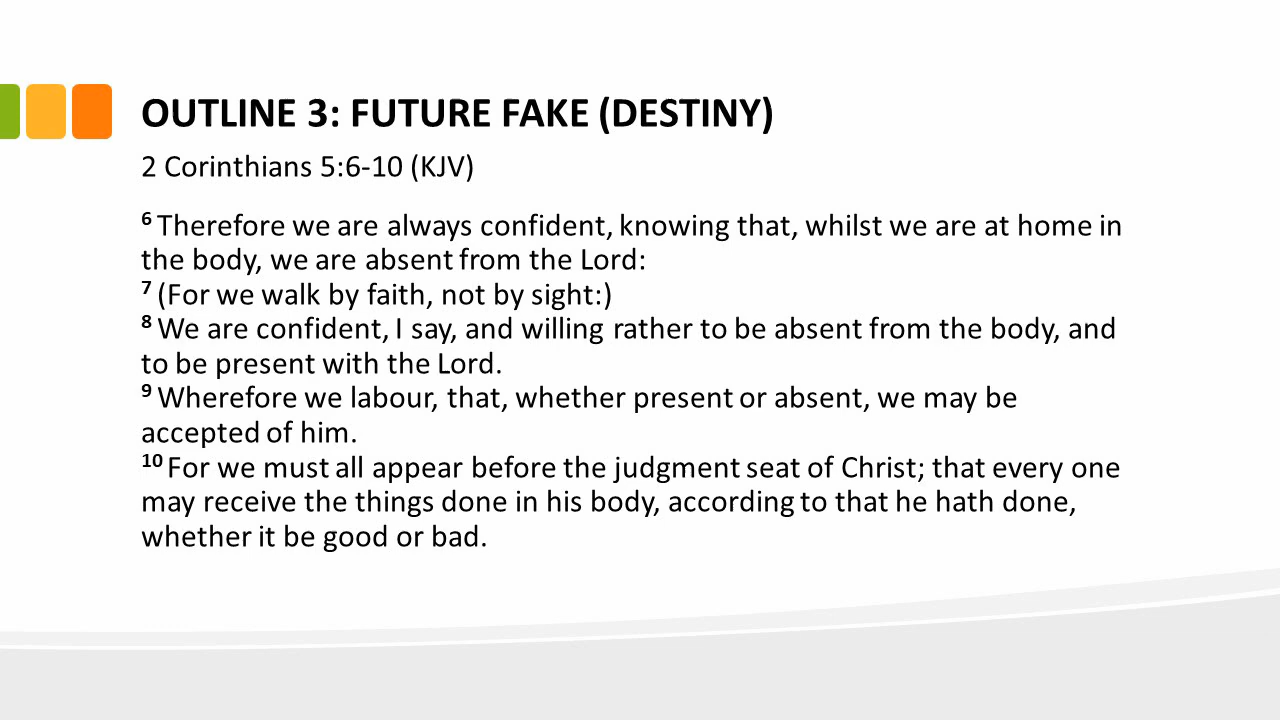 OUTLINE 3: FUTURE FAKE (DESTINY)
2 Corinthians 5:6-10 (KJV)
6 Therefore we are always confident, knowing that, whilst we are at home in
the body, we are absent from the Lord:
7 (For we walk by faith, not by sight:)
8 We are confident, I say, and willing rather to be absent from the body, and
to be present with the Lord.
9 Wherefore we labour, that, whether present or absent, we may be
accepted of him.
10 For we must all appear before the judgment seat of Christ; that every one
may receive the things done in his body, according to that he hath done,
whether it be good or bad.